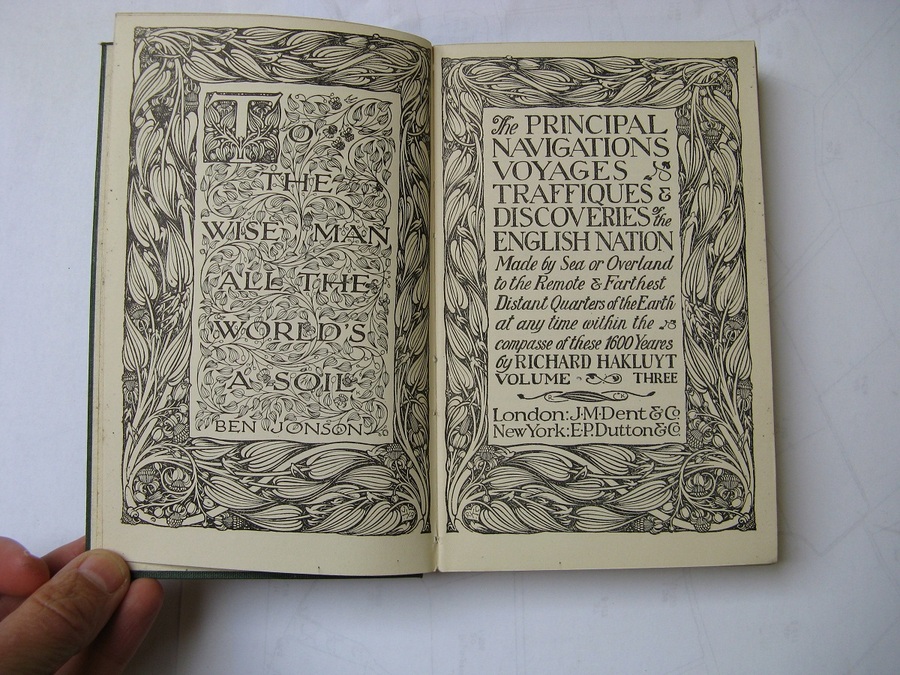 TO
THE
WISE MAN
ALL THE
WORLD'S
A SOIL
BEN JONSON
The PRINCIPAL
NAVIGATIONS
VOYAGES
TRAFFIQUES &
DISCOVERIES of the
ENGLISH NATION
Made by Sea or Overland
to the Remote & Farthest
Distant Quarters of the Earth
at any time within the
compasse of these 1600 Yeares
by RICHARD HAKLUYT
VOLUME THREE
London: J.M.Dent & Co
New York: E.P.Dutton & Co